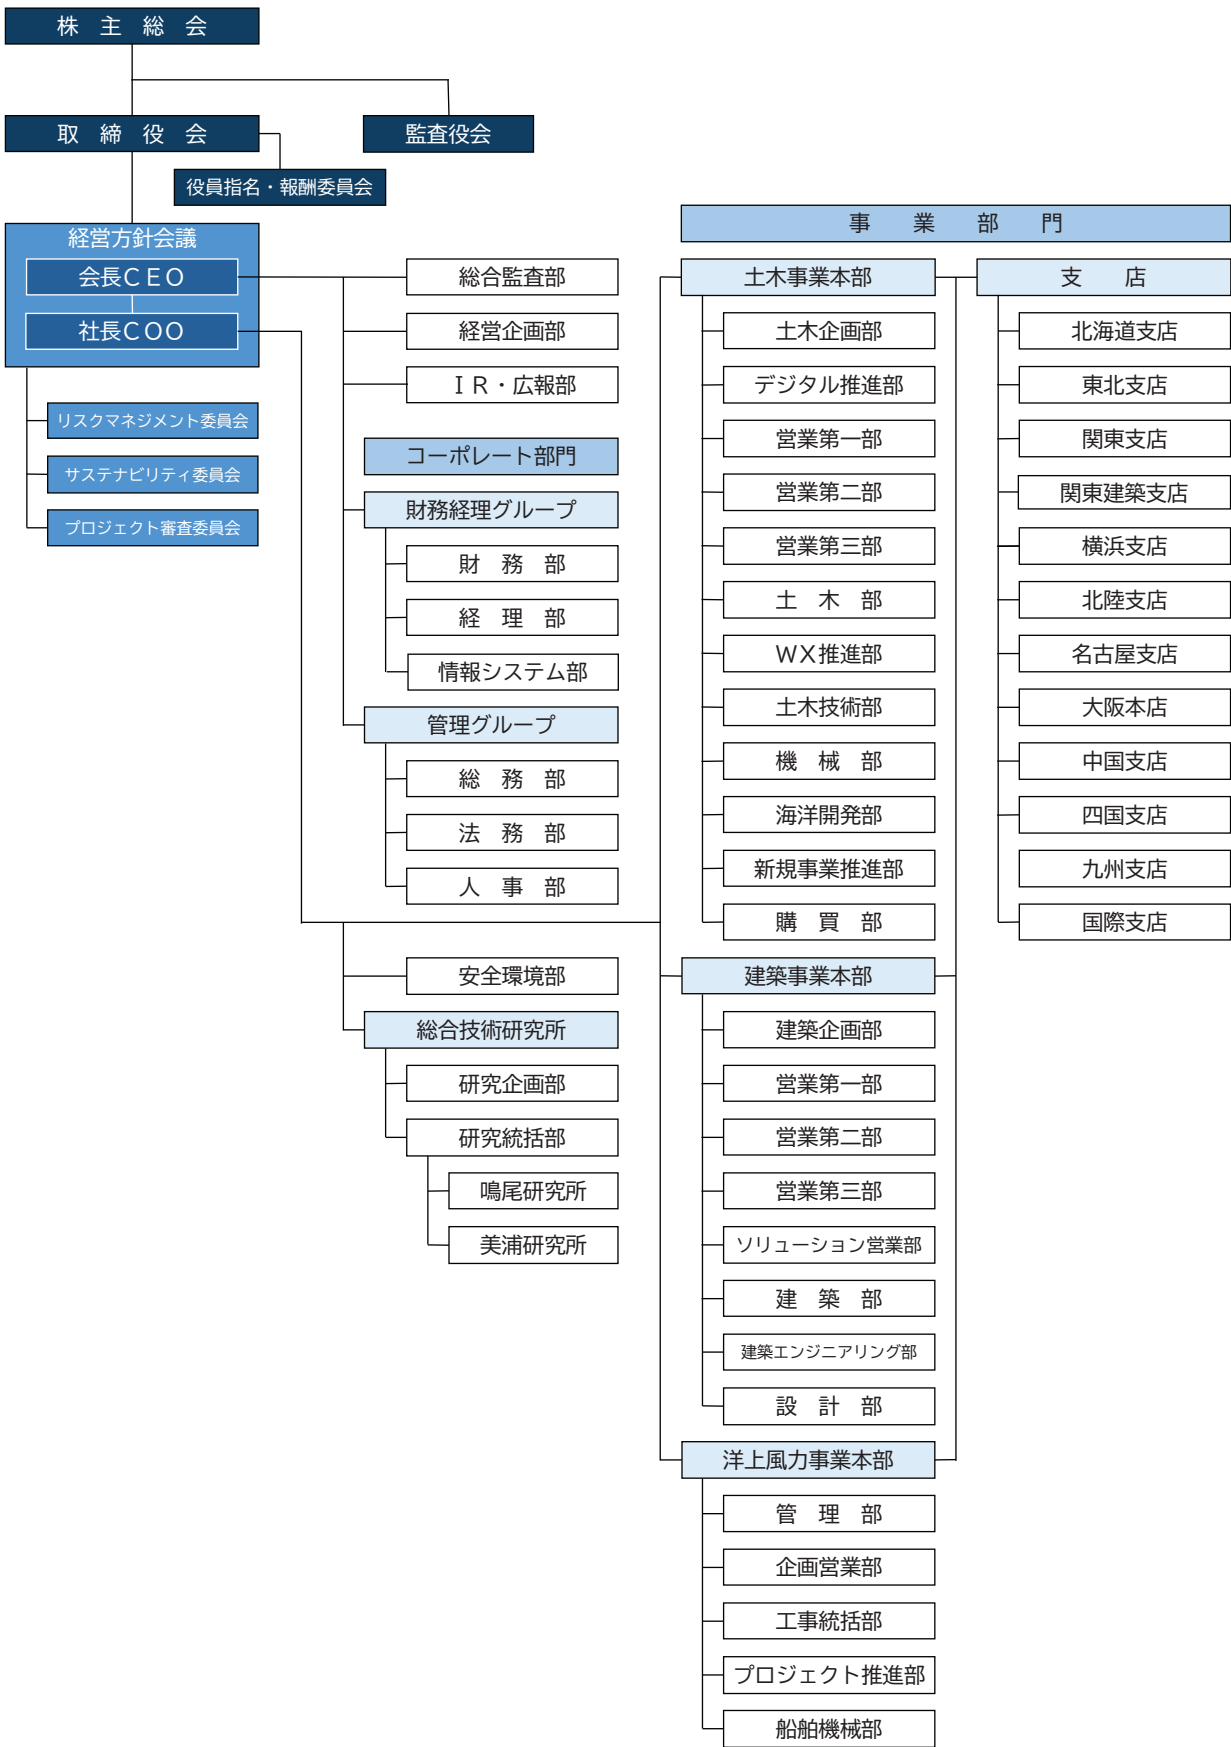 株主総会
取締役会
監査役会
役員指名・報酬委員会
経営方針会議
会長CEO
社長COO
リスクマネジメント委員会
サステナビリティ委員会
プロジェクト審査委員会
総合監査部
経営企画部
IR・広報部
コーポレート部門
財務経理グループ
財務部
経理部
情報システム部
管理グループ
総務部
法務部
人事部
安全環境部
総合技術研究所
研究企画部
研究統括部
鳴尾研究所
美浦研究所
事業部門
土木事業本部
土木企画部
デジタル推進部
営業第一部
営業第二部
営業第三部
土木部
WX推進部
土木技術部
機械部
海洋開発部
新規事業推進部
購買部
建築事業本部
建築企画部
営業第一部
営業第二部
営業第三部
ソリューション営業部
建築部
建築エンジニアリング部
設計部
洋上風力事業本部
管理部
企画営業部
工事統括部
プロジェクト推進部
船舶機械部
支店
北海道支店
東北支店
関東支店
関東建築支店
横浜支店
北陸支店
名古屋支店
大阪本店
中国支店
四国支店
九州支店
国際支店